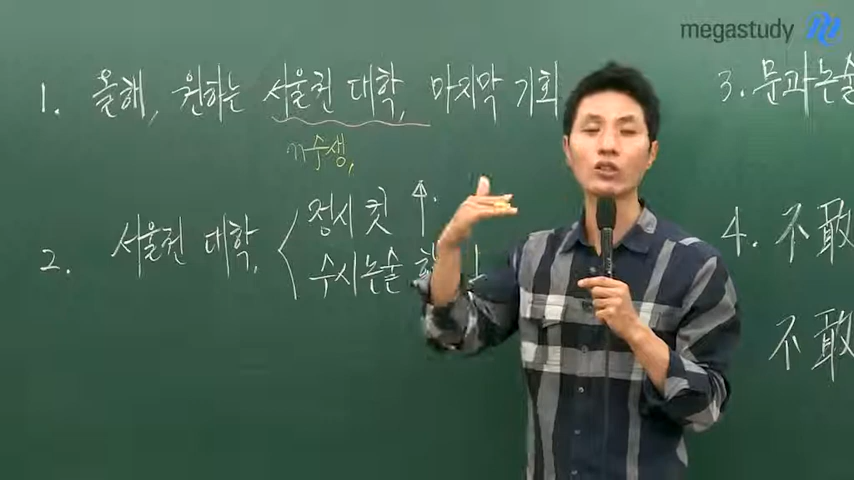 megastudy
1. 올해, 원하는 서울권 대학, 마지막 기회
n수생,
2. 서울권 대학,
정시 컷 ↑.
수시논술
3. 문과논술
4. 不敢
不敢